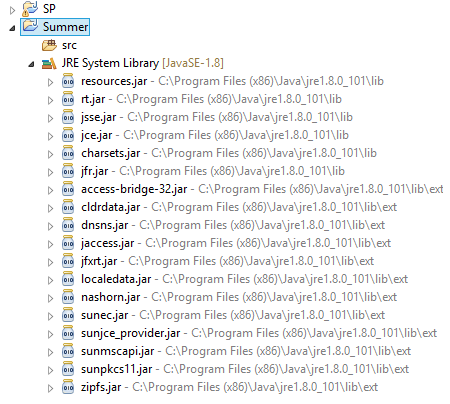 SP
Summer
src
JRE System Library [JavaSE-1.8]
resources.jar - C:\Program Files (x86)\Java\jre1.8.0_101\lib
rt.jar - C:\Program Files (x86)\Java\jre1.8.0_101\lib
jsse.jar - C:\Program Files (x86)\Java\jre1.8.0_101\lib
jce.jar - C:\Program Files (x86)\Java\jre1.8.0_101\lib
charsets.jar - C:\Program Files (x86)\Java\jre1.8.0_101\lib
jfr.jar - C:\Program Files (x86)\Java\jre1.8.0_101\lib
access-bridge-32.jar - C:\Program Files (x86)\Java\jre1.8.0_101\lib\ext
cldrdata.jar - C:\Program Files (x86)\Java\jre1.8.0_101\lib\ext
dnsns.jar - C:\Program Files (x86)\Java\jre1.8.0_101\lib\ext
jaccess.jar - C:\Program Files (x86)\Java\jre1.8.0_101\lib\ext
jfxrt.jar - C:\Program Files (x86)\Java\jre1.8.0_101\lib\ext
localedata.jar - C:\Program Files (x86)\Java\jre1.8.0_101\lib\ext
nashorn.jar - C:\Program Files (x86)\Java\jre1.8.0_101\lib\ext
sunec.jar - C:\Program Files (x86)\Java\jre1.8.0_101\lib\ext
sunjce_provider.jar - C:\Program Files (x86)\Java\jre1.8.0_101\lib\ext
sunmscapi.jar - C:\Program Files (x86)\Java\jre1.8.0_101\lib\ext
sunpkcs11.jar - C:\Program Files (x86)\Java\jre1.8.0_101\lib\ext
zipfs.jar - C:\Program Files (x86)\Java\jre1.8.0_101\lib\ext